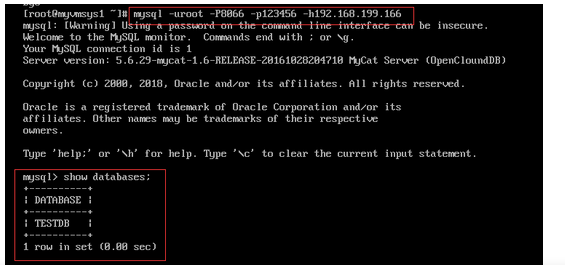 bye
[root@myvmsys1 ~]# mysql -uroot -P8066 -p123456 -h192.168.199.166
mysql: [Warning] Using a password on the command line interface can be insecure.
Welcome to the MySQL monitor.  Commands end with ; or \g.
Your MySQL connection id is 1
Server version: 5.6.29-mycat-1.6-RELEASE-20161028204710 MyCat Server (OpenCloundDB)
Copyright (c) 2000, 2018, Oracle and/or its affiliates. All rights reserved.
Oracle is a registered trademark of Oracle Corporation and/or its
affiliates. Other names may be trademarks of their respective
owners.
Type 'help;' or '\h' for help. Type '\c' to clear the current input statement.
mysql> show databases;
+----------+
| DATABASE |
+----------+
| TESTDB   |
+----------+
1 row in set (0.00 sec)